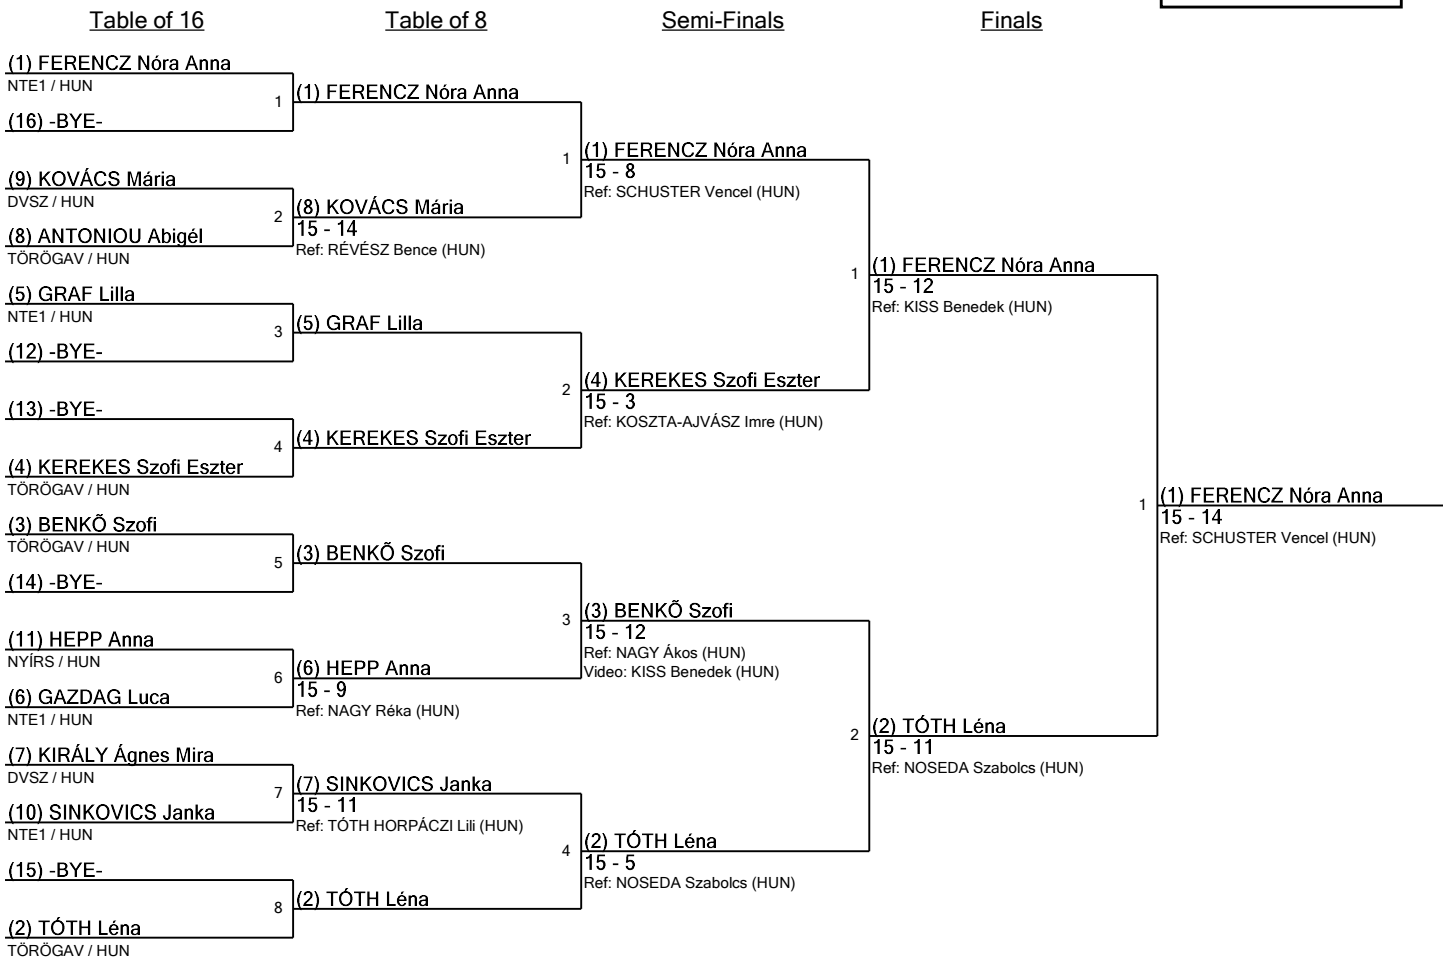 Table of 16
Table of 8
Semi-Finals
Finals
(1) FERENCZ Nóra Anna
NTE1 / HUN
(16) -BYE-
(9) KOVÁCS Mária
DVSZ / HUN
(8) ANTONIOU Abigél
TÖRÖGAV / HUN
(5) GRAF Lilla
NTE1 / HUN
(12) -BYE-
(13) -BYE-
(4) KEREKES Szofi Eszter
TÖRÖGAV / HUN
(3) BENKÕ Szofi
TÖRÖGAV / HUN
(14) -BYE-
(11) HEPP Anna
NYÍRS / HUN
(6) GAZDAG Luca
NTE1 / HUN
(7) KIRÁLY Ágnes Mira
DVSZ / HUN
(10) SINKOVICS Janka
NTE1 / HUN
(15) -BYE-
(2) TÓTH Léna
TÖRÖGAV / HUN
1
(1) FERENCZ Nóra Anna
2
(8) KOVÁCS Mária
15 - 14
Ref: RÉVÉSZ Bence (HUN)
3
(5) GRAF Lilla
4
(4) KEREKES Szofi Eszter
5
(3) BENKÕ Szofi
6
(6) HEPP Anna
15 - 9
Ref: NAGY Réka (HUN)
7
(7) SINKOVICS Janka
15 - 11
Ref: TÓTH HORPÁCZI Lili (HUN)
8
(2) TÓTH Léna
1
(1) FERENCZ Nóra Anna
15 - 8
Ref: SCHUSTER Vencel (HUN)
2
(4) KEREKES Szofi Eszter
15 - 3
Ref: KOSZTA-AJVÁSZ Imre (HUN)
3
(3) BENKÕ Szofi
15 - 12
Ref: NAGY Ákos (HUN)
Video: KISS Benedek (HUN)
4
(2) TÓTH Léna
15 - 5
Ref: NOSEDA Szabolcs (HUN)
1
(1) FERENCZ Nóra Anna
15 - 12
Ref: KISS Benedek (HUN)
2
(2) TÓTH Léna
15 - 11
Ref: NOSEDA Szabolcs (HUN)
1
(1) FERENCZ Nóra Anna
15 - 14
Ref: SCHUSTER Vencel (HUN)